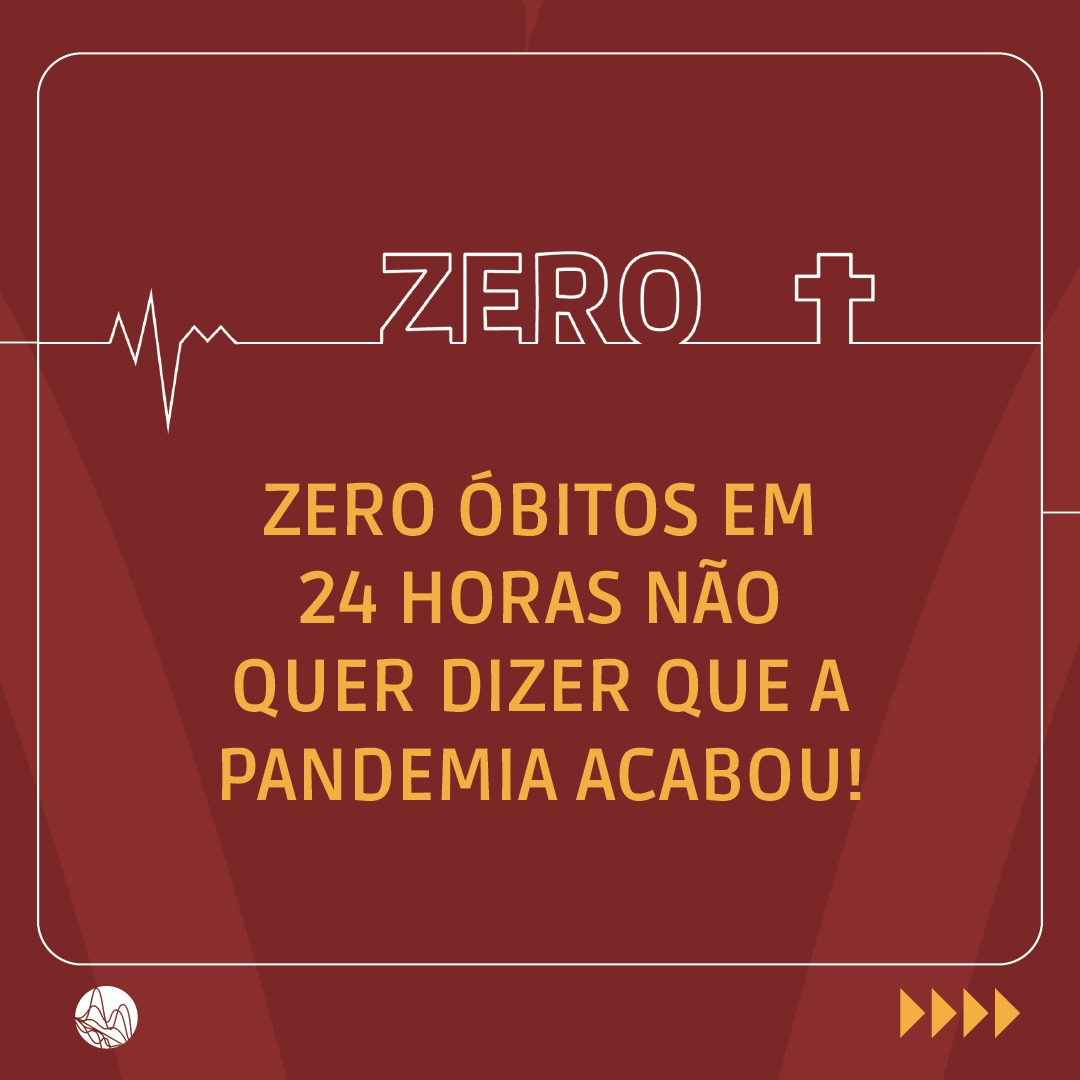 ZERO
ZERO ÓBITOS EM
24 HORAS NÃO
QUER DIZER QUE A
PANDEMIA ACABOU!